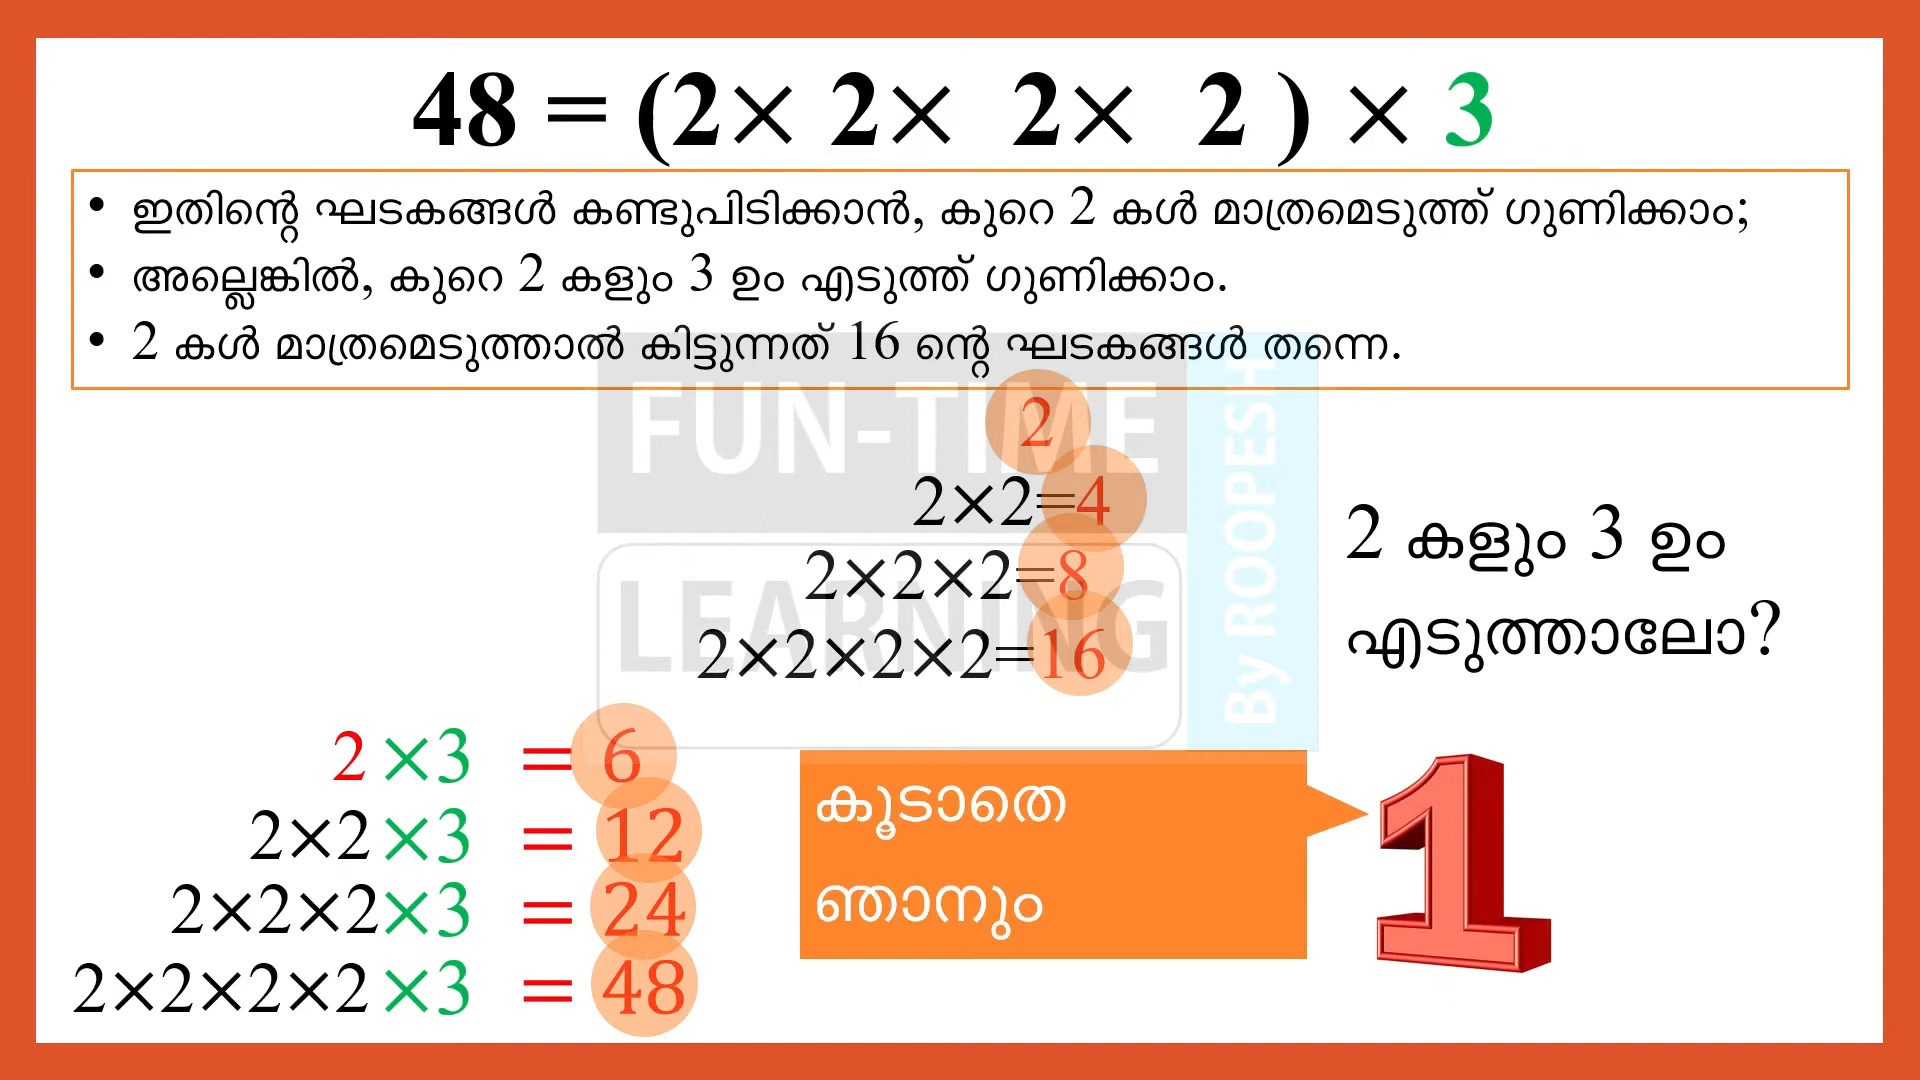 48 = (2× 2× 2× 2 ) × 3
• ഇതിന്റെ ഘടകങ്ങൾ കണ്ടുപിടിക്കാൻ, കുറെ 2 കൾ മാത്രമെടുത്ത് ഗുണിക്കാം;
• അല്ലെങ്കിൽ, കുറെ 2 കളും 3 ഉം എടുത്ത് ഗുണിക്കാം.
• 2 കൾ മാത്രമെടുത്താൽ കിട്ടുന്നത് 16 ന്റെ ഘടകങ്ങൾ തന്നെ.
FUN-TIME
LEARNING
By ROOPESH
2
2×2=4
2×2×2=8
2×2×2×2=16
2 കളും 3 ഉം
എടുത്താലോ?
2 ×3 = 6
2×2 ×3 = 12
2×2×2×3 = 24
2×2×2×2 ×3 = 48
കൂടാതെ
ഞാനും
1